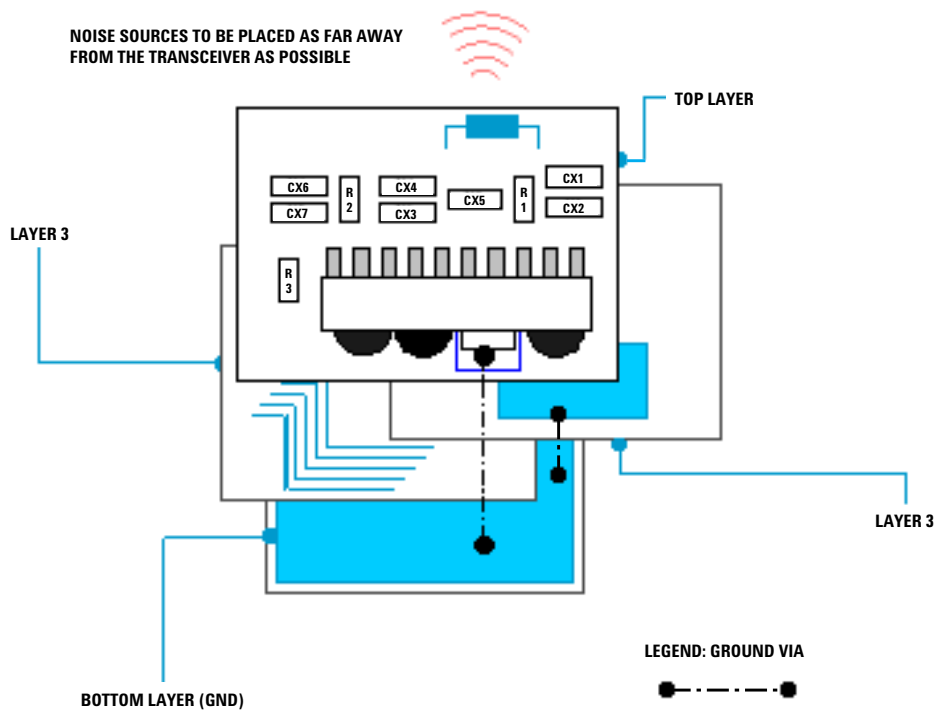 NOISE SOURCES TO BE PLACED AS FAR AWAY
FROM THE TRANSCEIVER AS POSSIBLE
TOP LAYER
CX6
CX7
R
2
CX4
CX3
CX5
R
1
CX1
CX2
LAYER 3
R
3
LAYER 3
LEGEND: GROUND VIA
BOTTOM LAYER (GND)